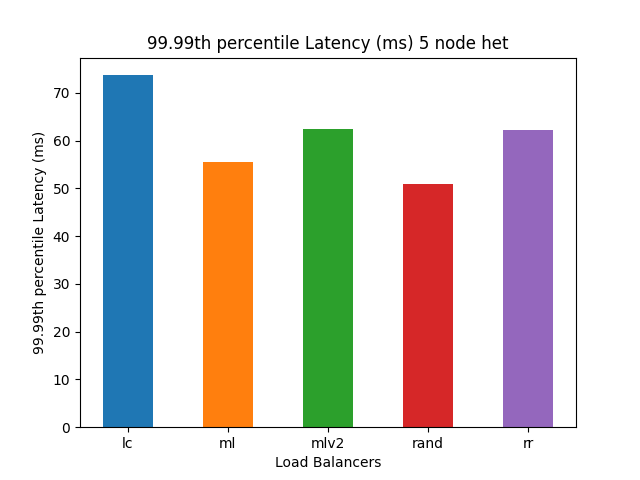 99.99th percentile Latency (ms) 5 node het
99.99th percentile Latency (ms)
70
60
50
40
30
20
10
0
lc ml mlv2 rand rr
Load Balancers